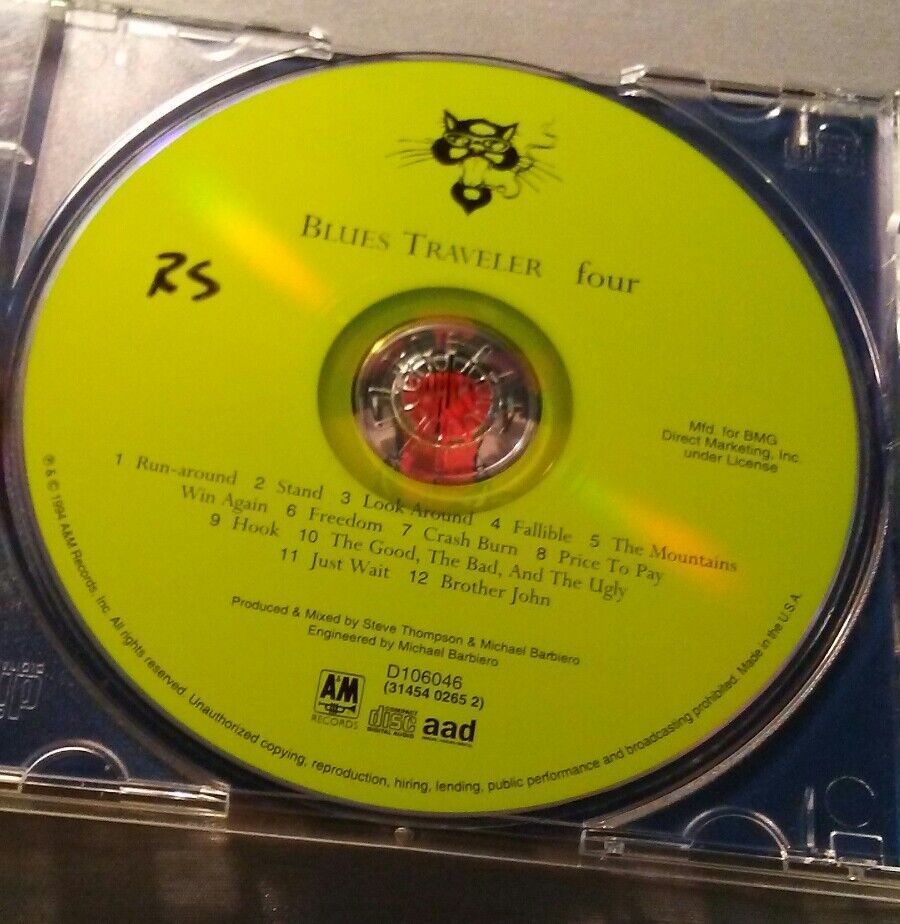 BLUES TRAVELER four
RS
Mfd. for BMG
Direct Marketing, Inc.
under License
1 Run-around 2 Stand 3 Look Around 4 Fallible 5 The Mountains
Win Again 6 Freedom 7 Crash Burn 8 Price To Pay
9 Hook 10 The Good, The Bad, And The Ugly
11 Just Wait 12 Brother John
Produced & Mixed by Steve Thompson & Michael Barbiero
Engineered by Michael Barbiero
D106046
(31454 0265 2)
A&M
RECORDS
COMPACT
disc
DIGITAL AUDIO
aad
℗ & © 1994 A&M Records, Inc. All rights reserved. Unauthorized copying, reproduction, hiring, lending, public performance and broadcasting prohibited. Made in the U.S.A.